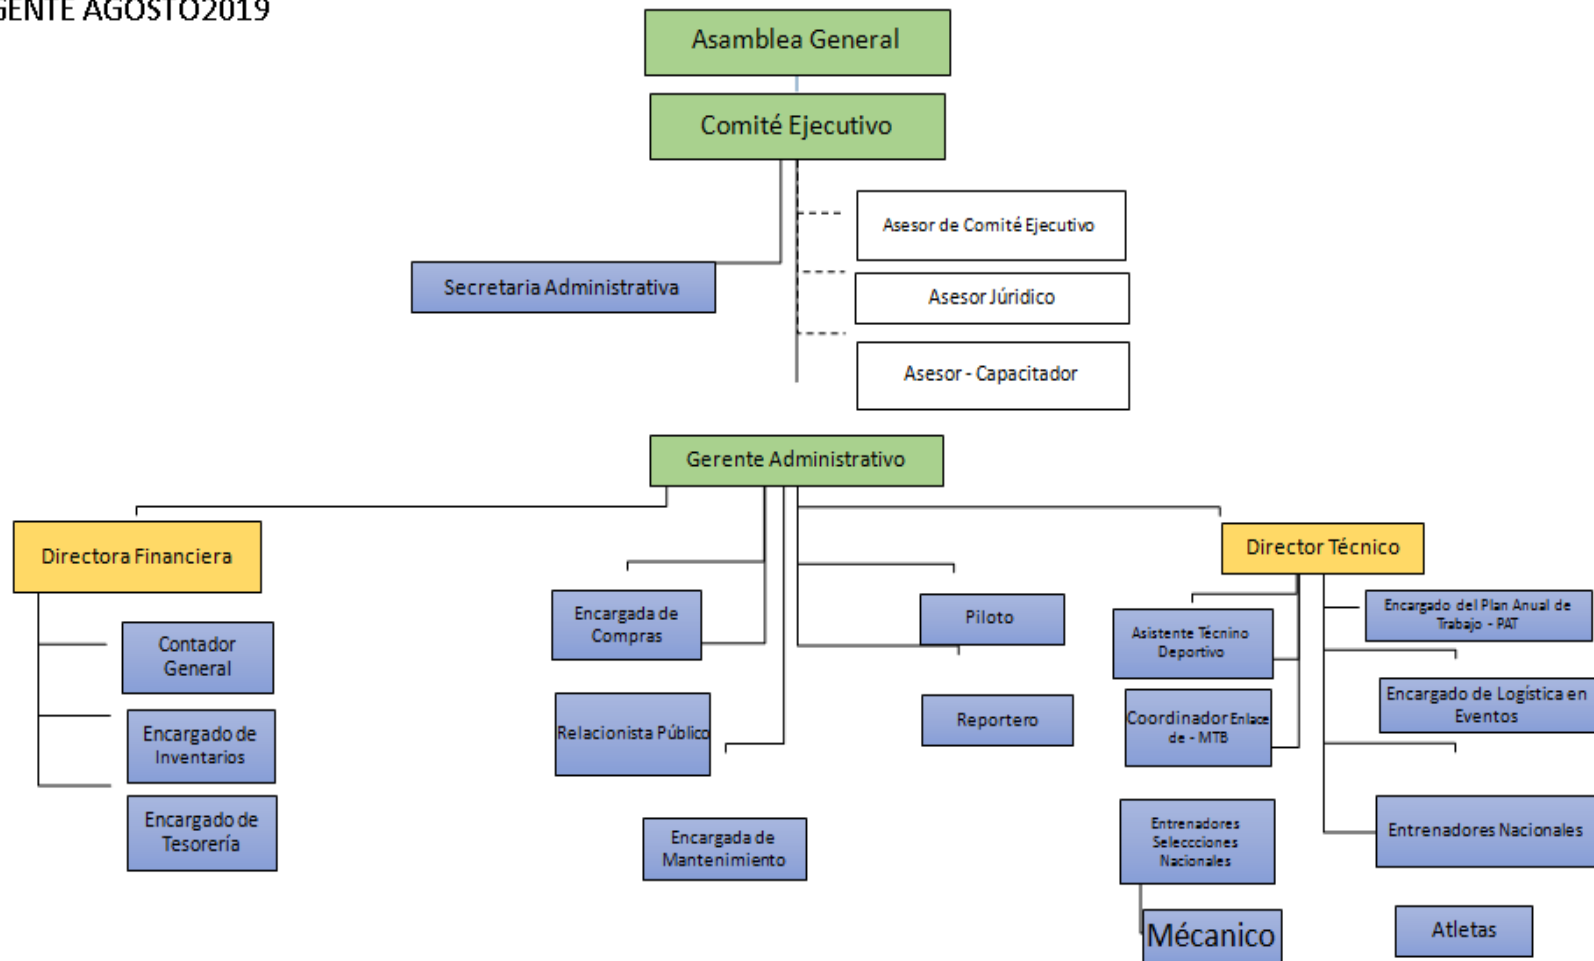 GENTE AGOSTO2019
Asamblea General
Comité Ejecutivo
Asesor de Comité Ejecutivo
Secretaria Administrativa
Asesor Júridico
Asesor - Capacitador
Gerente Administrativo
Directora Financiera
Director Técnico
Contador
General
Encargado de
Inventarios
Encargado de
Tesorería
Encargada de
Compras
Relacionista Público
Encargada de
Mantenimiento
Piloto
Reportero
Asistente Técnino
Deportivo
Coordinador Enlace
de - MTB
Entrenadores
Seleccciones
Nacionales
Mécanico
Encargado del Plan Anual de
Trabajo - PAT
Encargado de Logística en
Eventos
Entrenadores Nacionales
Atletas